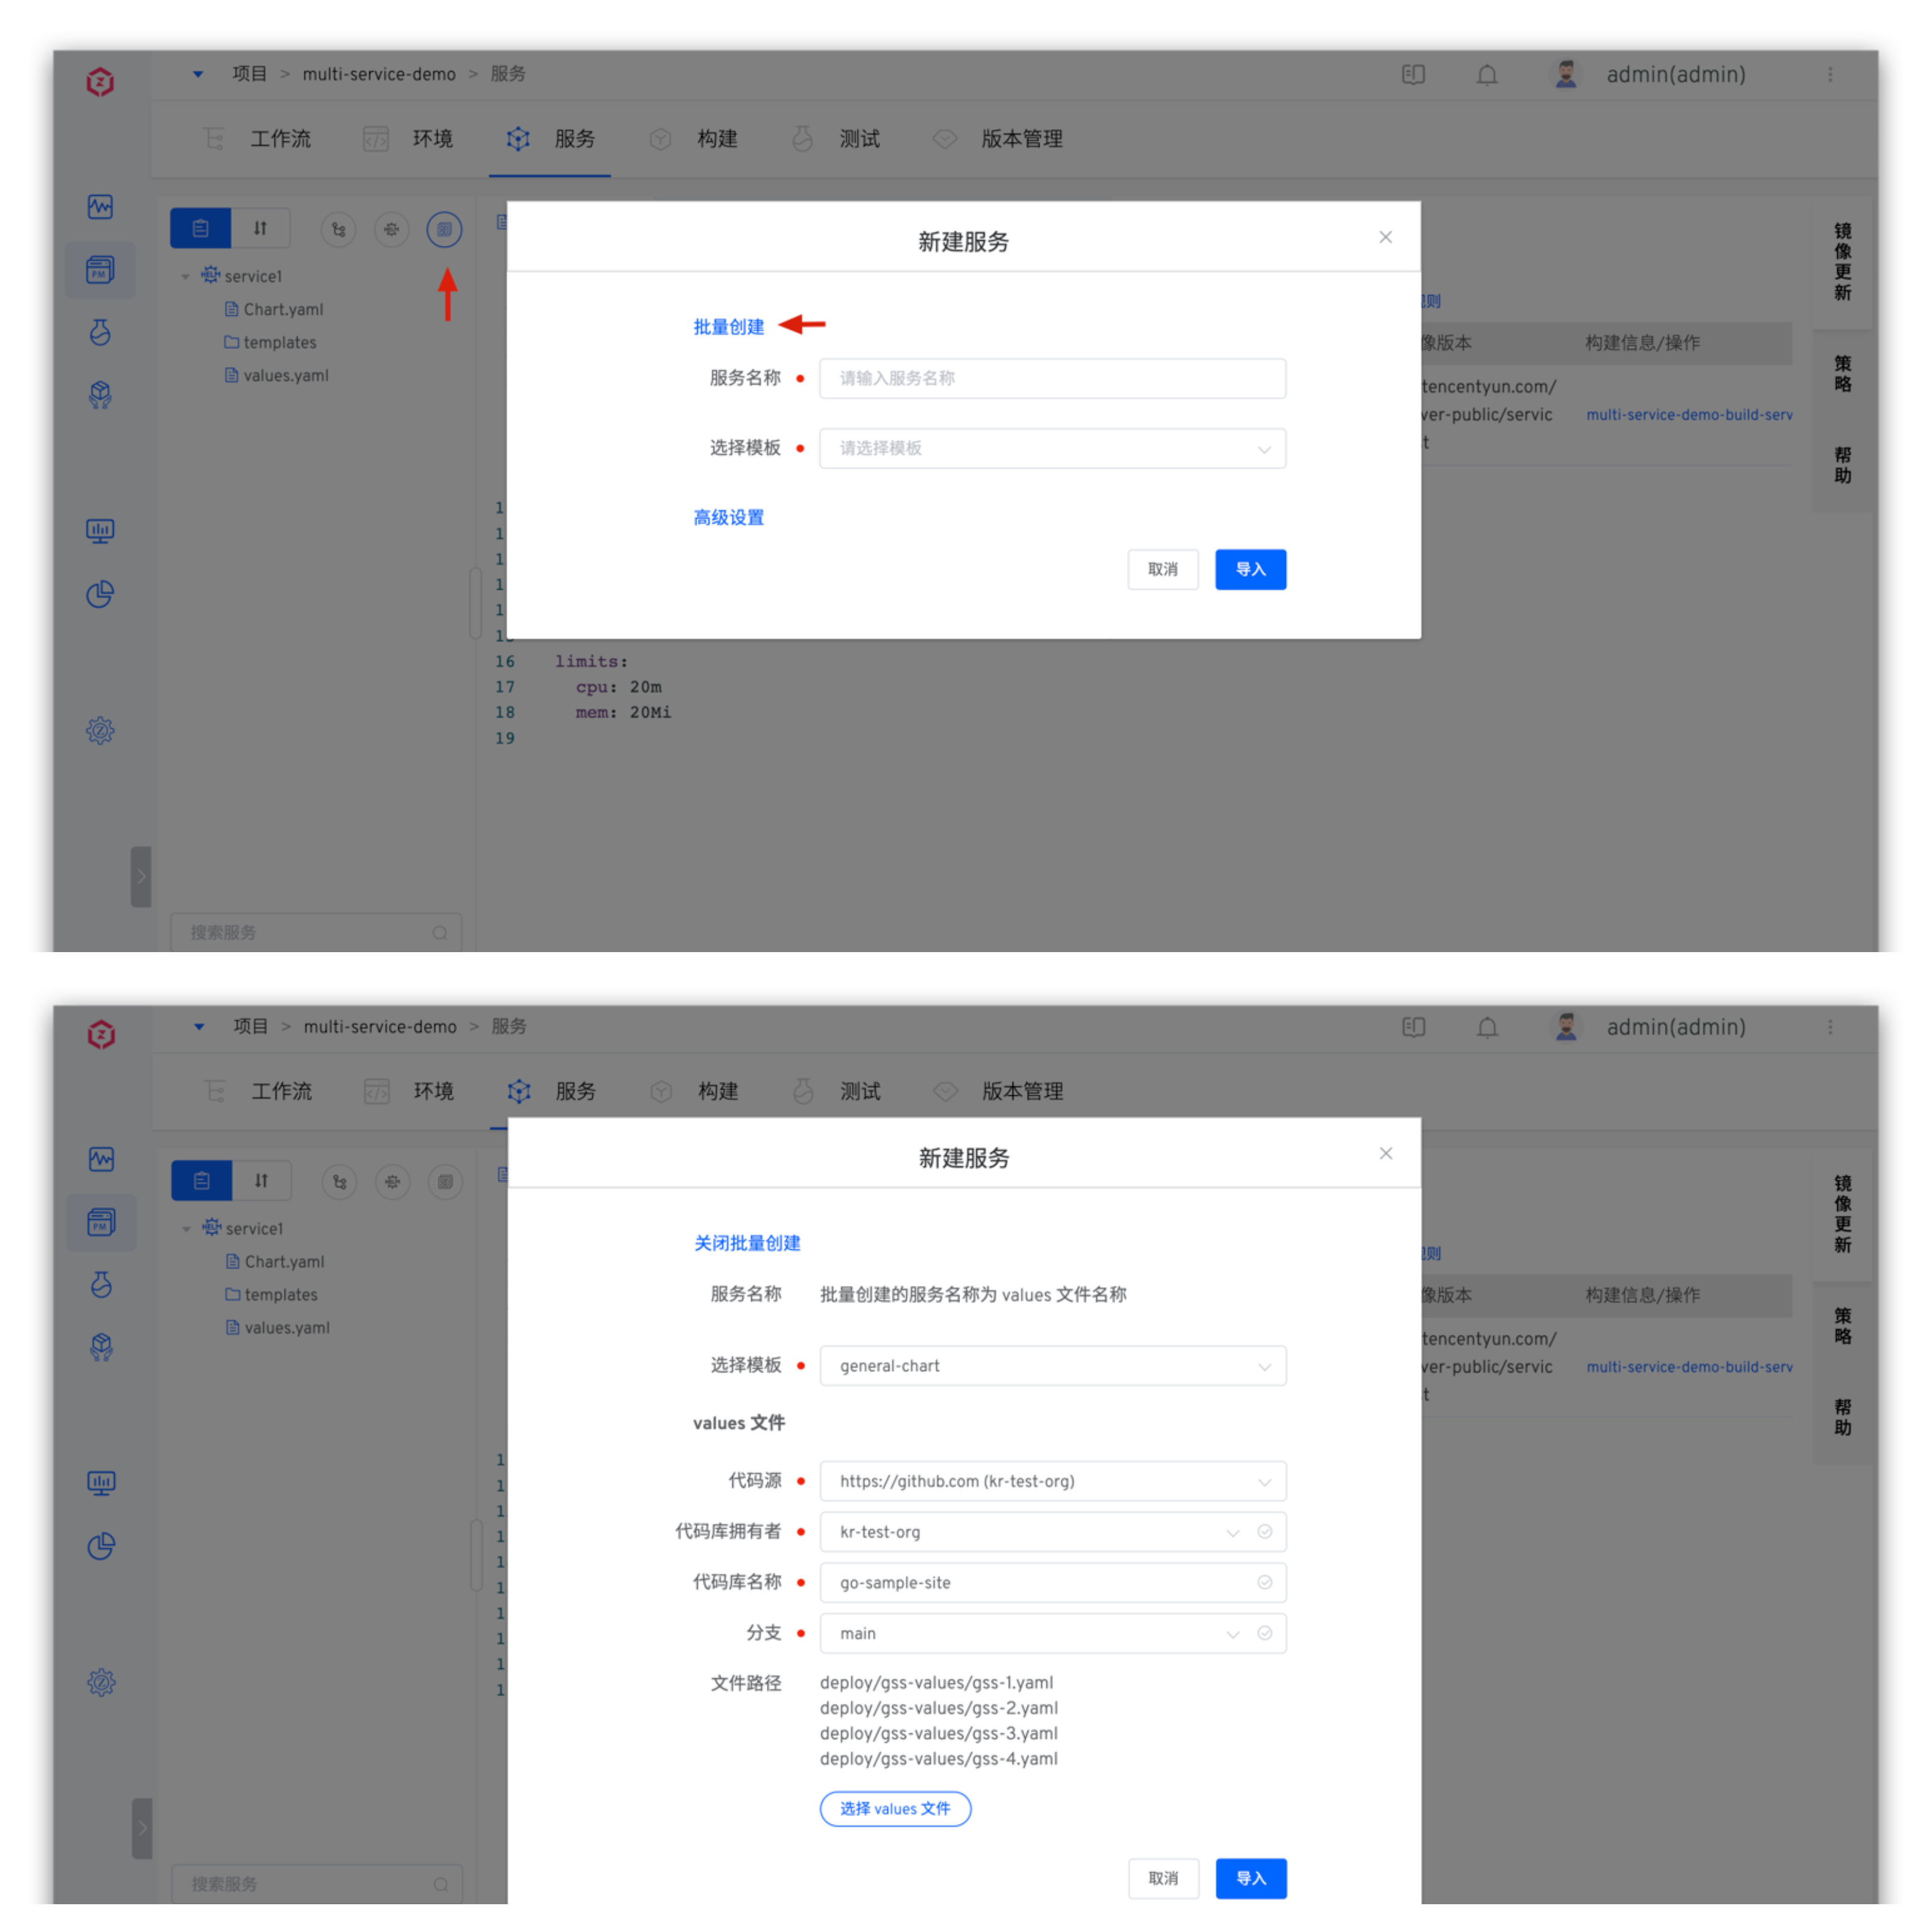 项目 > multi-service-demo > 服务
admin(admin)
工作流 环境 服务 构建 测试 版本管理
PM
HELM service1
Chart.yaml
templates
values.yaml
搜索服务
新建服务
批量创建
服务名称 请输入服务名称
选择模板 请选择模板
高级设置
取消 导入
16 limits:
17 cpu: 20m
18 mem: 20Mi
19
像版本 构建信息/操作
tencentyun.com/
ver-public/servic multi-service-demo-build-serv
t
镜像更新
策略
帮助
项目 > multi-service-demo > 服务
admin(admin)
工作流 环境 服务 构建 测试 版本管理
PM
HELM service1
Chart.yaml
templates
values.yaml
搜索服务
新建服务
关闭批量创建
服务名称 批量创建的服务名称为 values 文件名称
选择模板 general-chart
values 文件
代码源 https://github.com (kr-test-org)
代码库拥有者 kr-test-org
代码库名称 go-sample-site
分支 main
文件路径 deploy/gss-values/gss-1.yaml
deploy/gss-values/gss-2.yaml
deploy/gss-values/gss-3.yaml
deploy/gss-values/gss-4.yaml
选择 values 文件
取消 导入
像版本 构建信息/操作
tencentyun.com/
ver-public/servic multi-service-demo-build-serv
t
镜像更新
策略
帮助